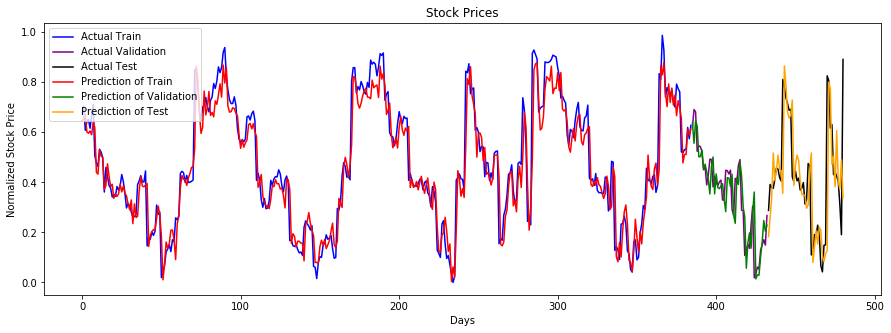 Stock Prices
Actual Train
Actual Validation
Actual Test
Prediction of Train
Prediction of Validation
Prediction of Test
Normalized Stock Price
1.0
0.8
0.6
0.4
0.2
0.0
0 100 200 300 400 500
Days